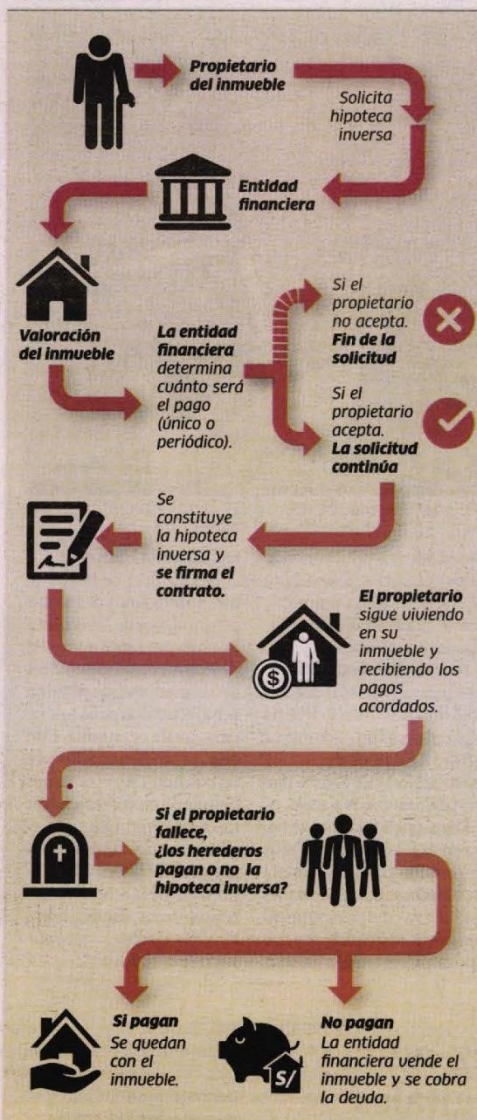 Propietario
del inmueble
Solicita
hipoteca
inversa
Entidad
financiera
Valoración
del inmueble
La entidad
financiera
determina
cuánto será
el pago
(único o
periódico).
Si el
propietario
no acepta.
Fin de la
solicitud
Si el
propietario
acepta.
La solicitud
continúa
Se
constituye
la hipoteca
inversa y
se firma el
contrato.
El propietario
sigue viviendo
en su
inmueble y
recibiendo los
pagos
acordados.
$
Si el propietario
fallece,
¿los herederos
pagan o no la
hipoteca inversa?
Si pagan
Se quedan
con el
inmueble.
S/
No pagan
La entidad
financiera vende el
inmueble y se cobra
la deuda.